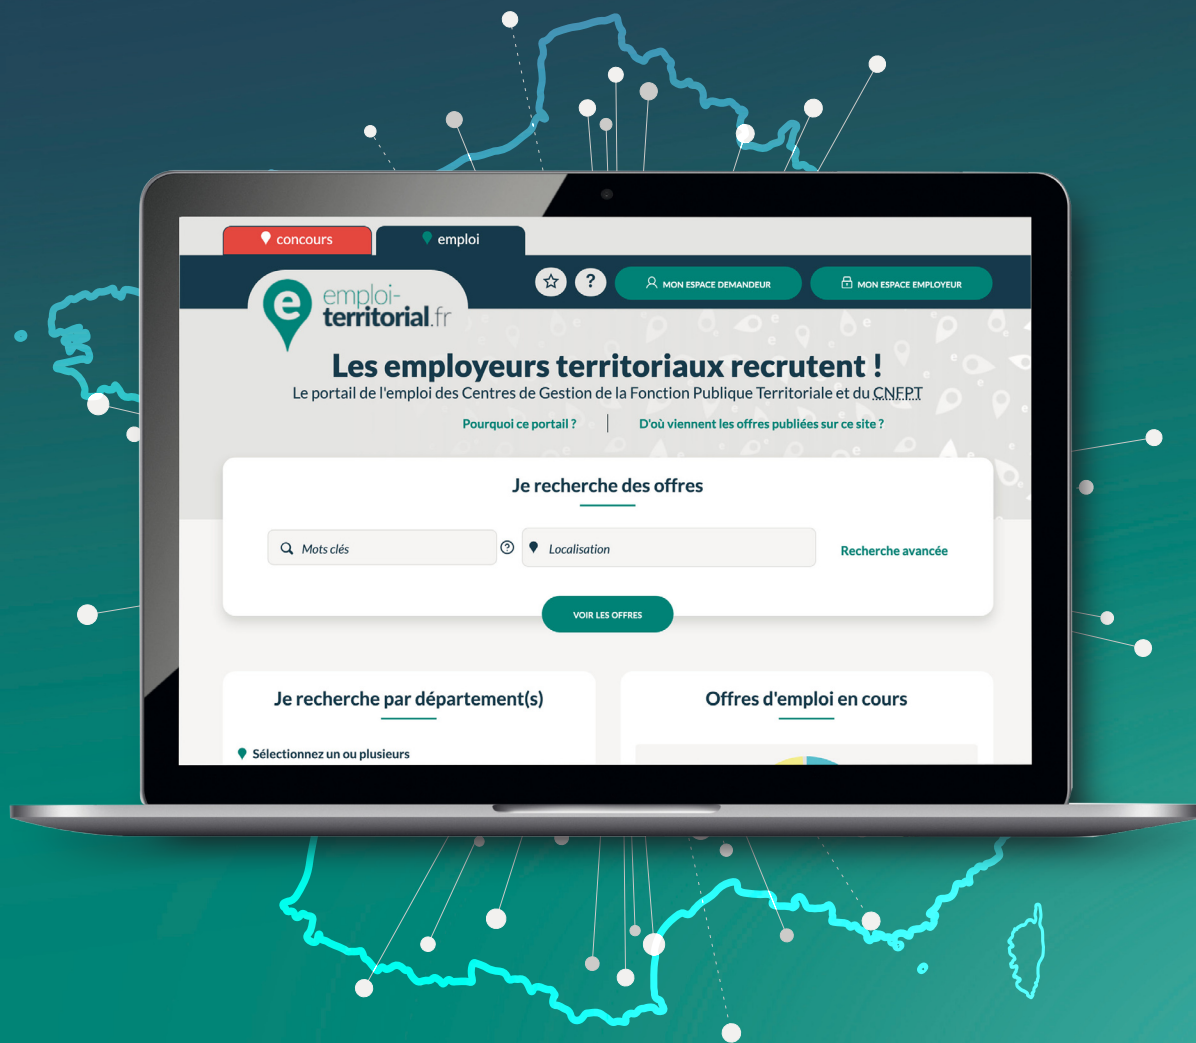 concours
emploi
? MON ESPACE DEMANDEUR MON ESPACE EMPLOYEUR
e emploi-
territorial.fr
Les employeurs territoriaux recrutent !
Le portail de l'emploi des Centres de Gestion de la Fonction Publique Territoriale et du CNFPT
Pourquoi ce portail ? | D'où viennent les offres publiées sur ce site ?
Je recherche des offres
Mots clés ? Localisation Recherche avancée
VOIR LES OFFRES
Je recherche par département(s)
Sélectionnez un ou plusieurs
Offres d'emploi en cours